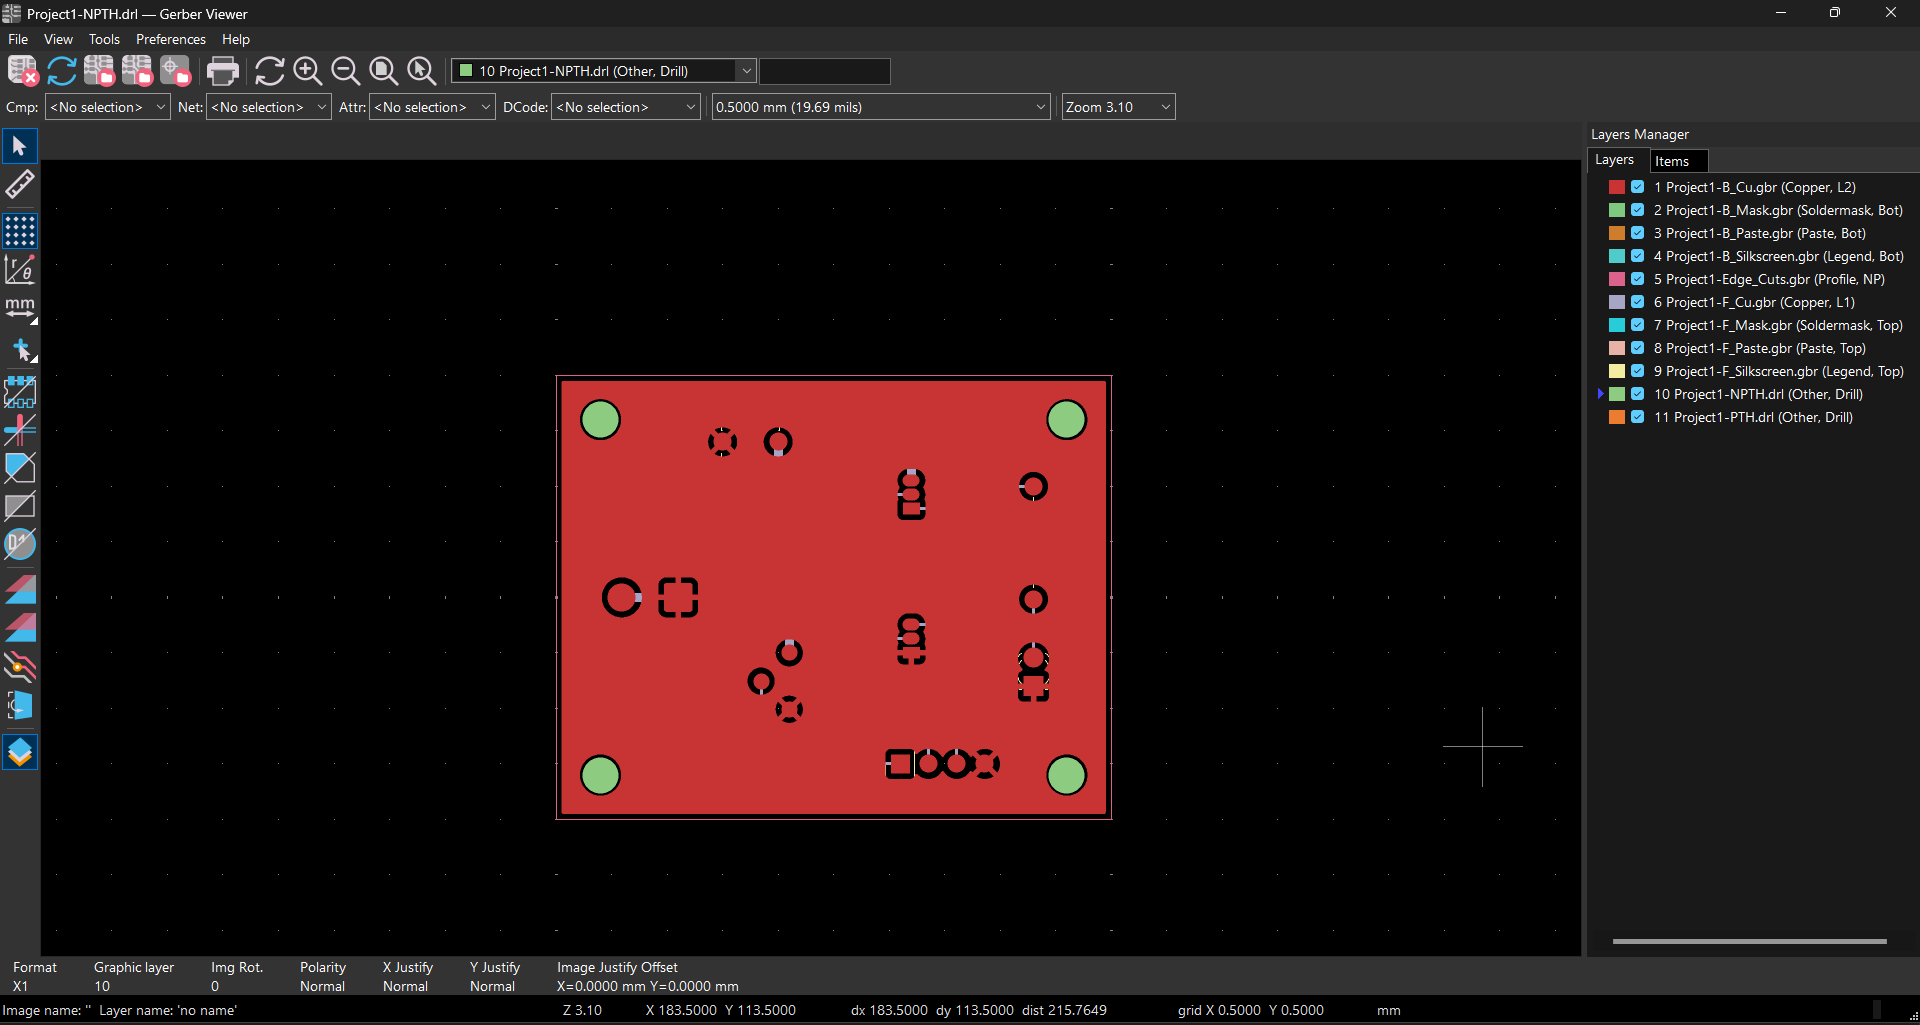 Project1-NPTH.drl — Gerber Viewer
File View Tools Preferences Help
10 Project1-NPTH.drl (Other, Drill)
Cmp: <No selection> Net: <No selection> Attr: <No selection> DCode: <No selection> 0.5000 mm (19.69 mils) Zoom 3.10
mm
Layers Manager
Layers Items
1 Project1-B_Cu.gbr (Copper, L2)
2 Project1-B_Mask.gbr (Soldermask, Bot)
3 Project1-B_Paste.gbr (Paste, Bot)
4 Project1-B_Silkscreen.gbr (Legend, Bot)
5 Project1-Edge_Cuts.gbr (Profile, NP)
6 Project1-F_Cu.gbr (Copper, L1)
7 Project1-F_Mask.gbr (Soldermask, Top)
8 Project1-F_Paste.gbr (Paste, Top)
9 Project1-F_Silkscreen.gbr (Legend, Top)
10 Project1-NPTH.drl (Other, Drill)
11 Project1-PTH.drl (Other, Drill)
Format Graphic layer Img Rot. Polarity X Justify Y Justify Image Justify Offset
X1 10 0 Normal Normal Normal X=0.0000 mm Y=0.0000 mm
Image name: '' Layer name: 'no name' Z 3.10 X 183.5000 Y 113.5000 dx 183.5000 dy 113.5000 dist 215.7649 grid X 0.5000 Y 0.5000 mm